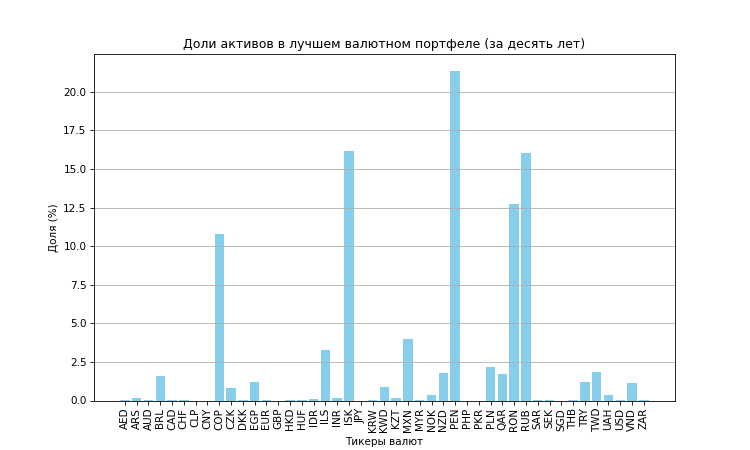 Доли активов в лучшем валютном портфеле (за десять лет)
Доля (%)
20.0
17.5
15.0
12.5
10.0
7.5
5.0
2.5
0.0
AED ARS AUD BRL CAD CHF CLP CNY COP CZK DKK EGP EUR GBP HKD HUF IDR ILS INR ISK JPY KRW KWD KZT MXN MYR NOK NZD PEN PHP PKR PLN QAR RON RUB SAR SEK SGD THB TRY TWD UAH USD VND ZAR
Тикеры валют